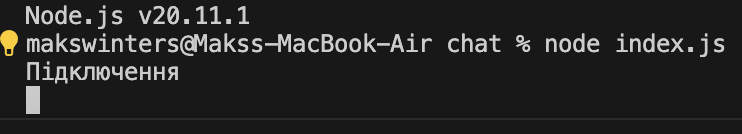 Node.js v20.11.1
makswinters@Makss-MacBook-Air chat % node index.js
Підключення